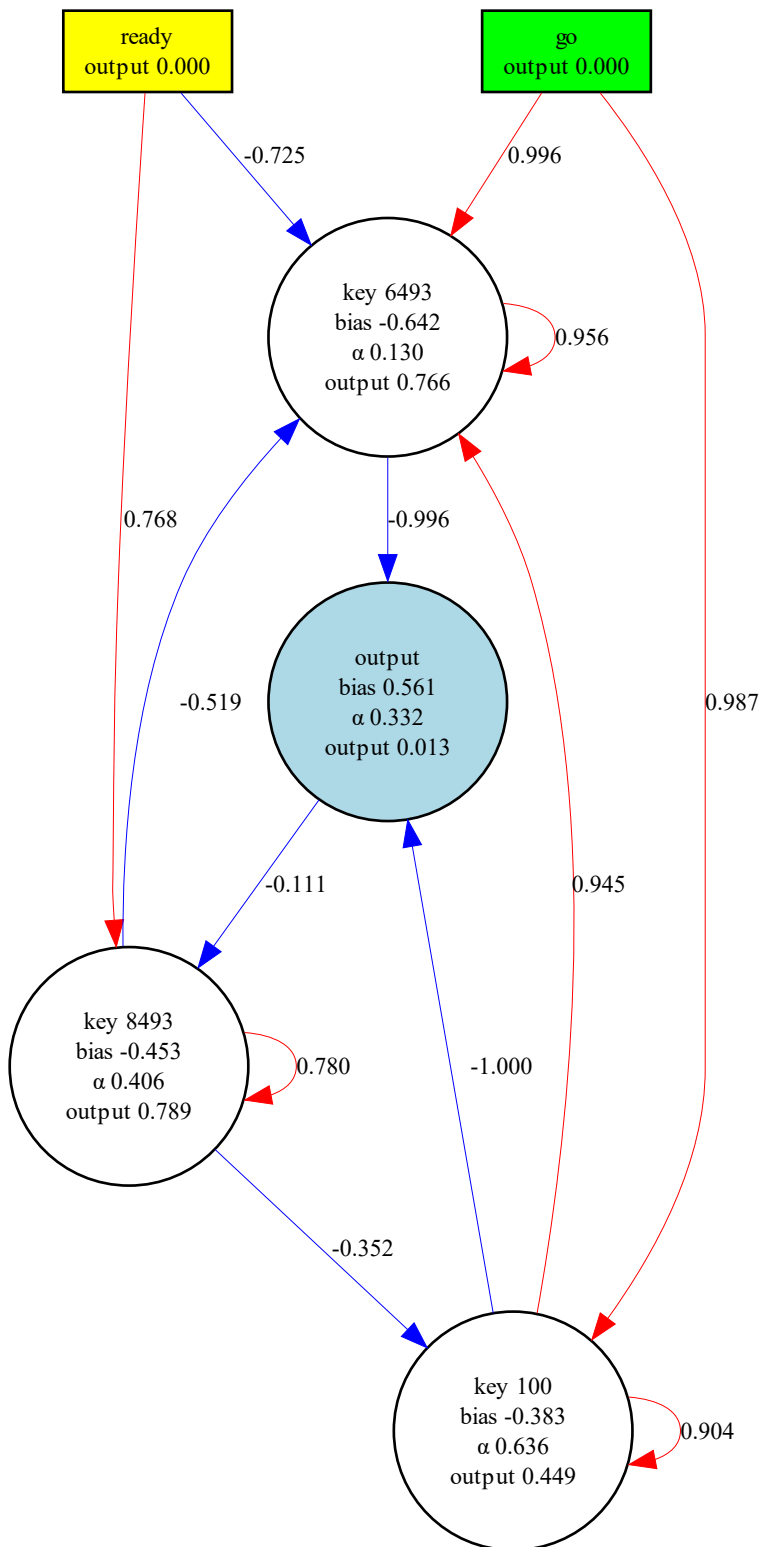 ready
output 0.000
go
output 0.000
-0.725
0.996
key 6493
bias -0.642
α 0.130
output 0.766
0.956
0.768
-0.996
-0.519
output
bias 0.561
α 0.332
output 0.013
0.987
-0.111
0.945
key 8493
bias -0.453
α 0.406
output 0.789
0.780
-1.000
-0.352
key 100
bias -0.383
α 0.636
output 0.449
0.904